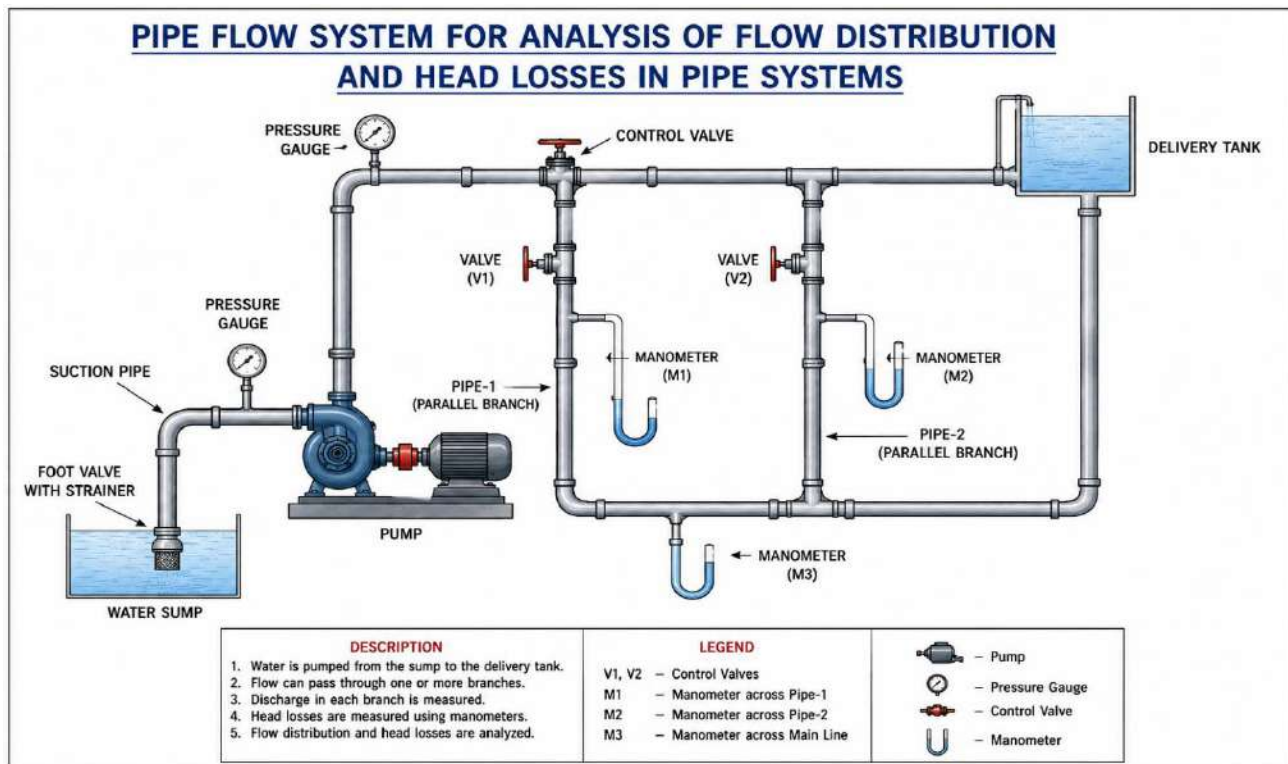 PIPE FLOW SYSTEM FOR ANALYSIS OF FLOW DISTRIBUTION
AND HEAD LOSSES IN PIPE SYSTEMS
PRESSURE
GAUGE
CONTROL VALVE
DELIVERY TANK
VALVE
(V1)
VALVE
(V2)
PRESSURE
GAUGE
SUCTION PIPE
MANOMETER
(M1)
MANOMETER
(M2)
PIPE-1
(PARALLEL BRANCH)
PIPE-2
(PARALLEL BRANCH)
FOOT VALVE
WITH STRAINER
PUMP
MANOMETER
(M3)
WATER SUMP
DESCRIPTION
1. Water is pumped from the sump to the delivery tank.
2. Flow can pass through one or more branches.
3. Discharge in each branch is measured.
4. Head losses are measured using manometers.
5. Flow distribution and head losses are analyzed.
LEGEND
V1, V2 – Control Valves
M1 – Manometer across Pipe-1
M2 – Manometer across Pipe-2
M3 – Manometer across Main Line
– Pump
– Pressure Gauge
– Control Valve
– Manometer